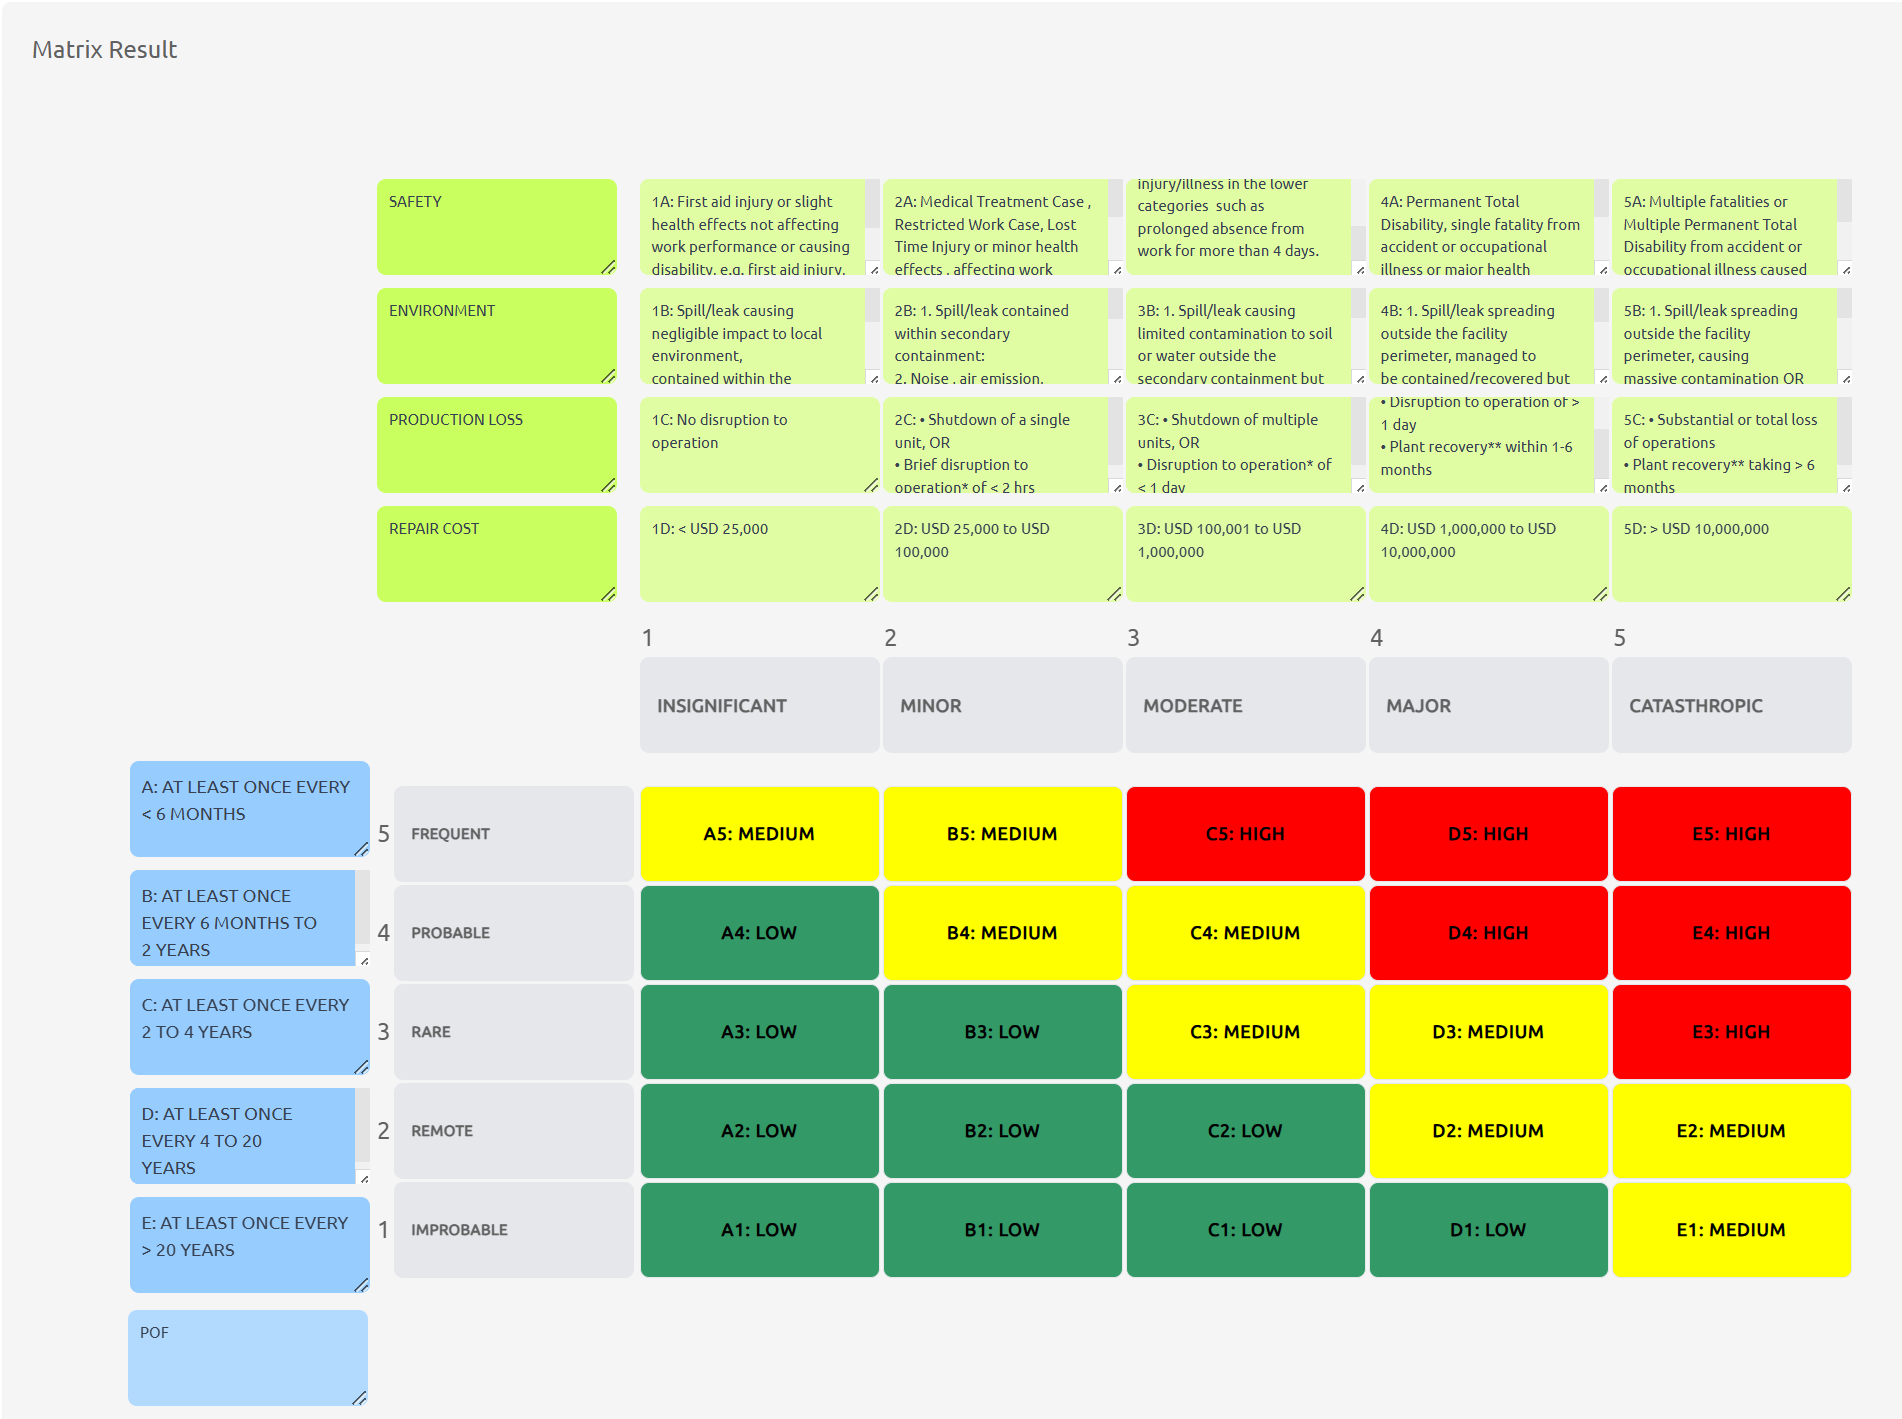 Matrix Result
SAFETY
1A: First aid injury or slight
health effects not affecting
work performance or causing
disability, e.g. first aid injury,
2A: Medical Treatment Case ,
Restricted Work Case, Lost
Time Injury or minor health
effects , affecting work
injury/illness in the lower
categories such as
prolonged absence from
work for more than 4 days.
4A: Permanent Total
Disability, single fatality from
accident or occupational
illness or major health
5A: Multiple fatalities or
Multiple Permanent Total
Disability from accident or
occupational illness caused
ENVIRONMENT
1B: Spill/leak causing
negligible impact to local
environment,
contained within the
2B: 1. Spill/leak contained
within secondary
containment:
2. Noise , air emission,
3B: 1. Spill/leak causing
limited contamination to soil
or water outside the
secondary containment but
4B: 1. Spill/leak spreading
outside the facility
perimeter, managed to
be contained/recovered but
5B: 1. Spill/leak spreading
outside the facility
perimeter, causing
massive contamination OR
PRODUCTION LOSS
1C: No disruption to
operation
2C: • Shutdown of a single
unit, OR
• Brief disruption to
operation* of < 2 hrs
3C: • Shutdown of multiple
units, OR
• Disruption to operation* of
< 1 day
• Disruption to operation of >
1 day
• Plant recovery** within 1-6
months
5C: • Substantial or total loss
of operations
• Plant recovery** taking > 6
months
REPAIR COST
1D: < USD 25,000
2D: USD 25,000 to USD
100,000
3D: USD 100,001 to USD
1,000,000
4D: USD 1,000,000 to USD
10,000,000
5D: > USD 10,000,000
1
2
3
4
5
INSIGNIFICANT
MINOR
MODERATE
MAJOR
CATASTHROPIC
A: AT LEAST ONCE EVERY
< 6 MONTHS
5
FREQUENT
A5: MEDIUM
B5: MEDIUM
C5: HIGH
D5: HIGH
E5: HIGH
B: AT LEAST ONCE
EVERY 6 MONTHS TO
2 YEARS
4
PROBABLE
A4: LOW
B4: MEDIUM
C4: MEDIUM
D4: HIGH
E4: HIGH
C: AT LEAST ONCE EVERY
2 TO 4 YEARS
3
RARE
A3: LOW
B3: LOW
C3: MEDIUM
D3: MEDIUM
E3: HIGH
D: AT LEAST ONCE
EVERY 4 TO 20
YEARS
2
REMOTE
A2: LOW
B2: LOW
C2: LOW
D2: MEDIUM
E2: MEDIUM
E: AT LEAST ONCE EVERY
> 20 YEARS
1
IMPROBABLE
A1: LOW
B1: LOW
C1: LOW
D1: LOW
E1: MEDIUM
POF